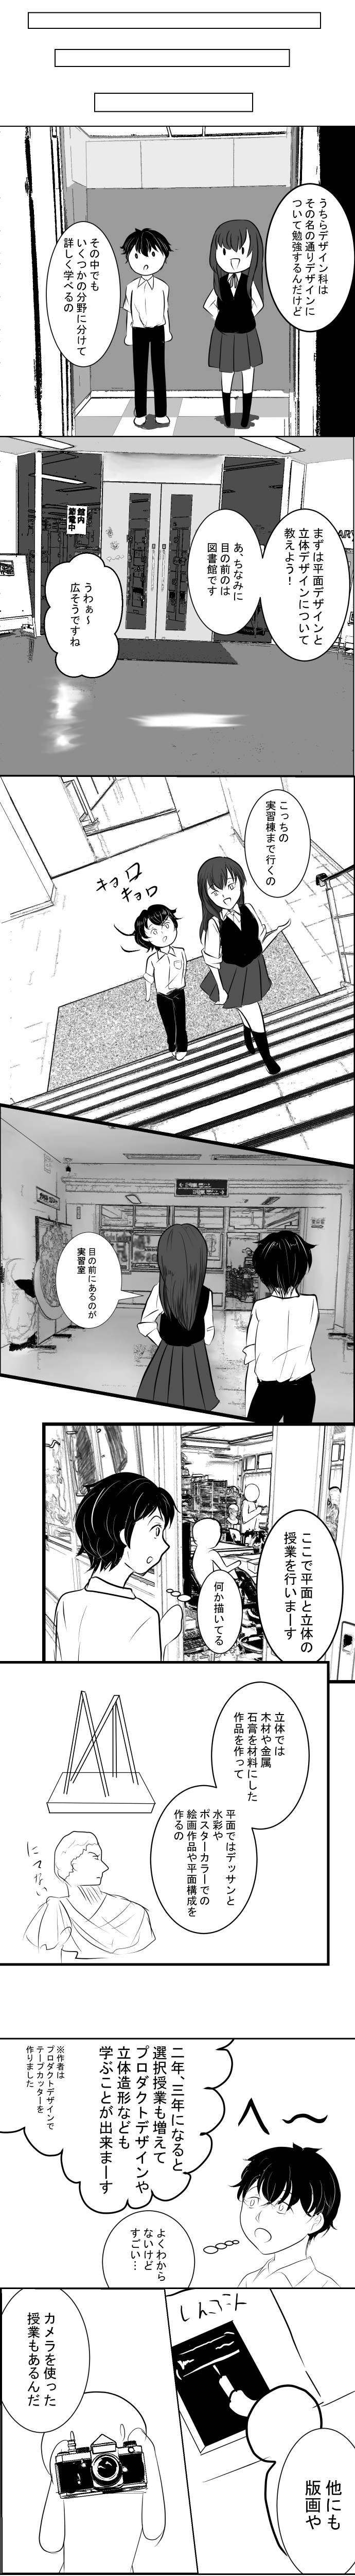 うちらデザイン科は
その名の通りデザインに
ついて勉強するんだけど
その中でも
いくつかの分野に分けて
詳しく学べるの
まずは平面デザインと
立体デザインについて
教えよう！
あ、ちなみに
目の前のは
図書館です
館内
節電中
うわぁ〜
広そうですね
こっちの
実習棟まで行くの
キョロ
キョロ
目の前にあるのが
実習室
ここで平面と立体の
授業を行いまーす
何か描いてる
立体では
木材や金属
石膏を材料にした
作品を作って
平面ではデッサンと
水彩や
ポスターカラーでの
絵画作品や平面構成を
作るの
にてない
へ〜
二年、三年になると
選択授業も増えて
プロダクトデザインや
立体造形なども
学ぶことが出来まーす
※作者は
プロダクトデザインで
テープカッターを
作りました
よくわから
ないけど
すごい…
他にも
版画や
カメラを使った
授業もあるんだ